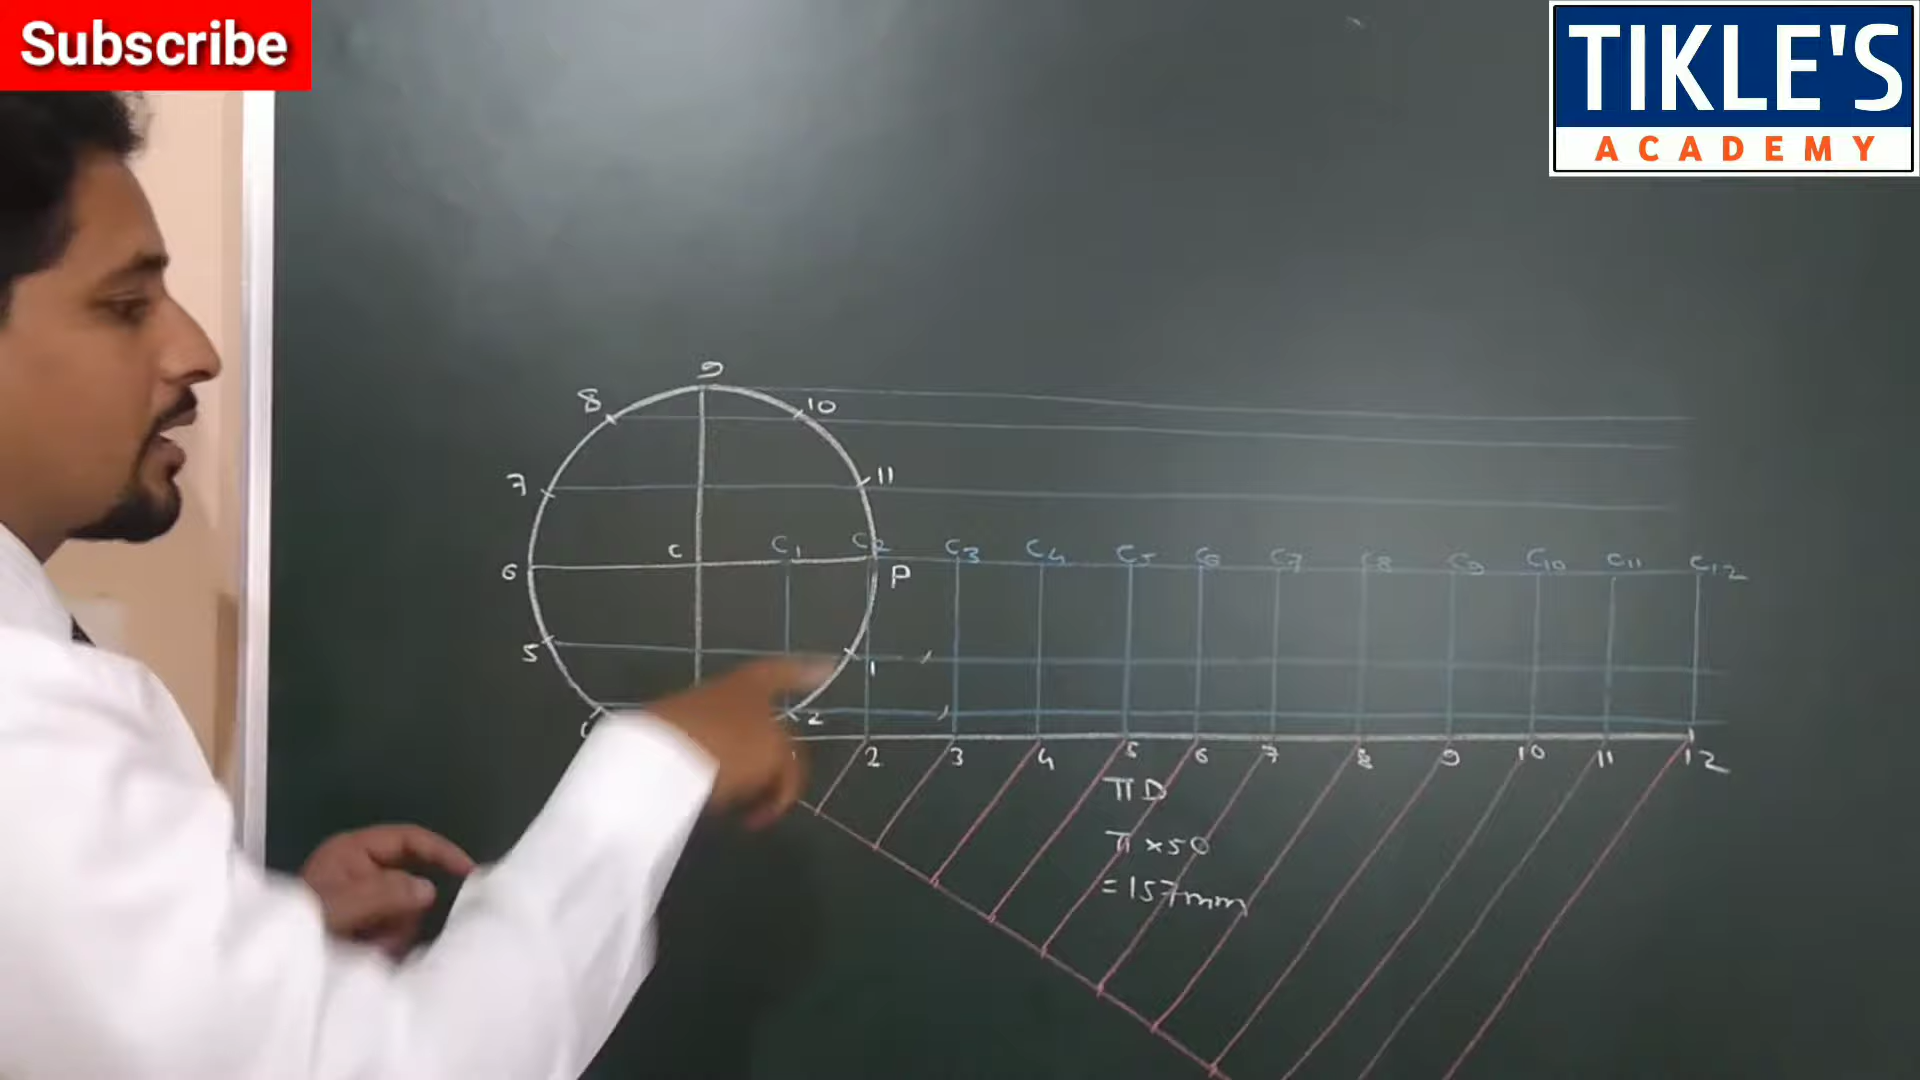 Subscribe
TIKLE'S
ACADEMY
9
8
10
7
11
C
C1
C2
C3
C4
C5
C6
C7
C8
C9
C10
C11
C12
6
P
5
1
2
1 2 3 4 5 6 7 8 9 10 11 12
πD
π×50
=157mm